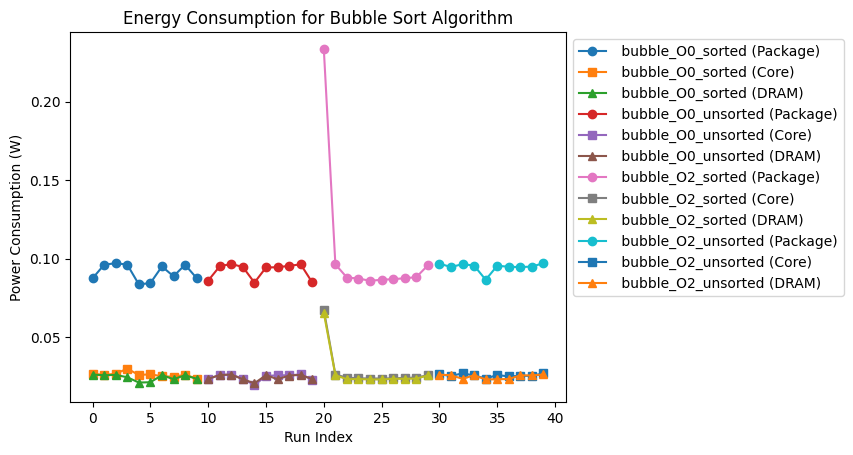 Energy Consumption for Bubble Sort Algorithm
Power Consumption (W)
0.20
0.15
0.10
0.05
0
5
10
15
20
25
30
35
40
Run Index
bubble_O0_sorted (Package)
bubble_O0_sorted (Core)
bubble_O0_sorted (DRAM)
bubble_O0_unsorted (Package)
bubble_O0_unsorted (Core)
bubble_O0_unsorted (DRAM)
bubble_O2_sorted (Package)
bubble_O2_sorted (Core)
bubble_O2_sorted (DRAM)
bubble_O2_unsorted (Package)
bubble_O2_unsorted (Core)
bubble_O2_unsorted (DRAM)